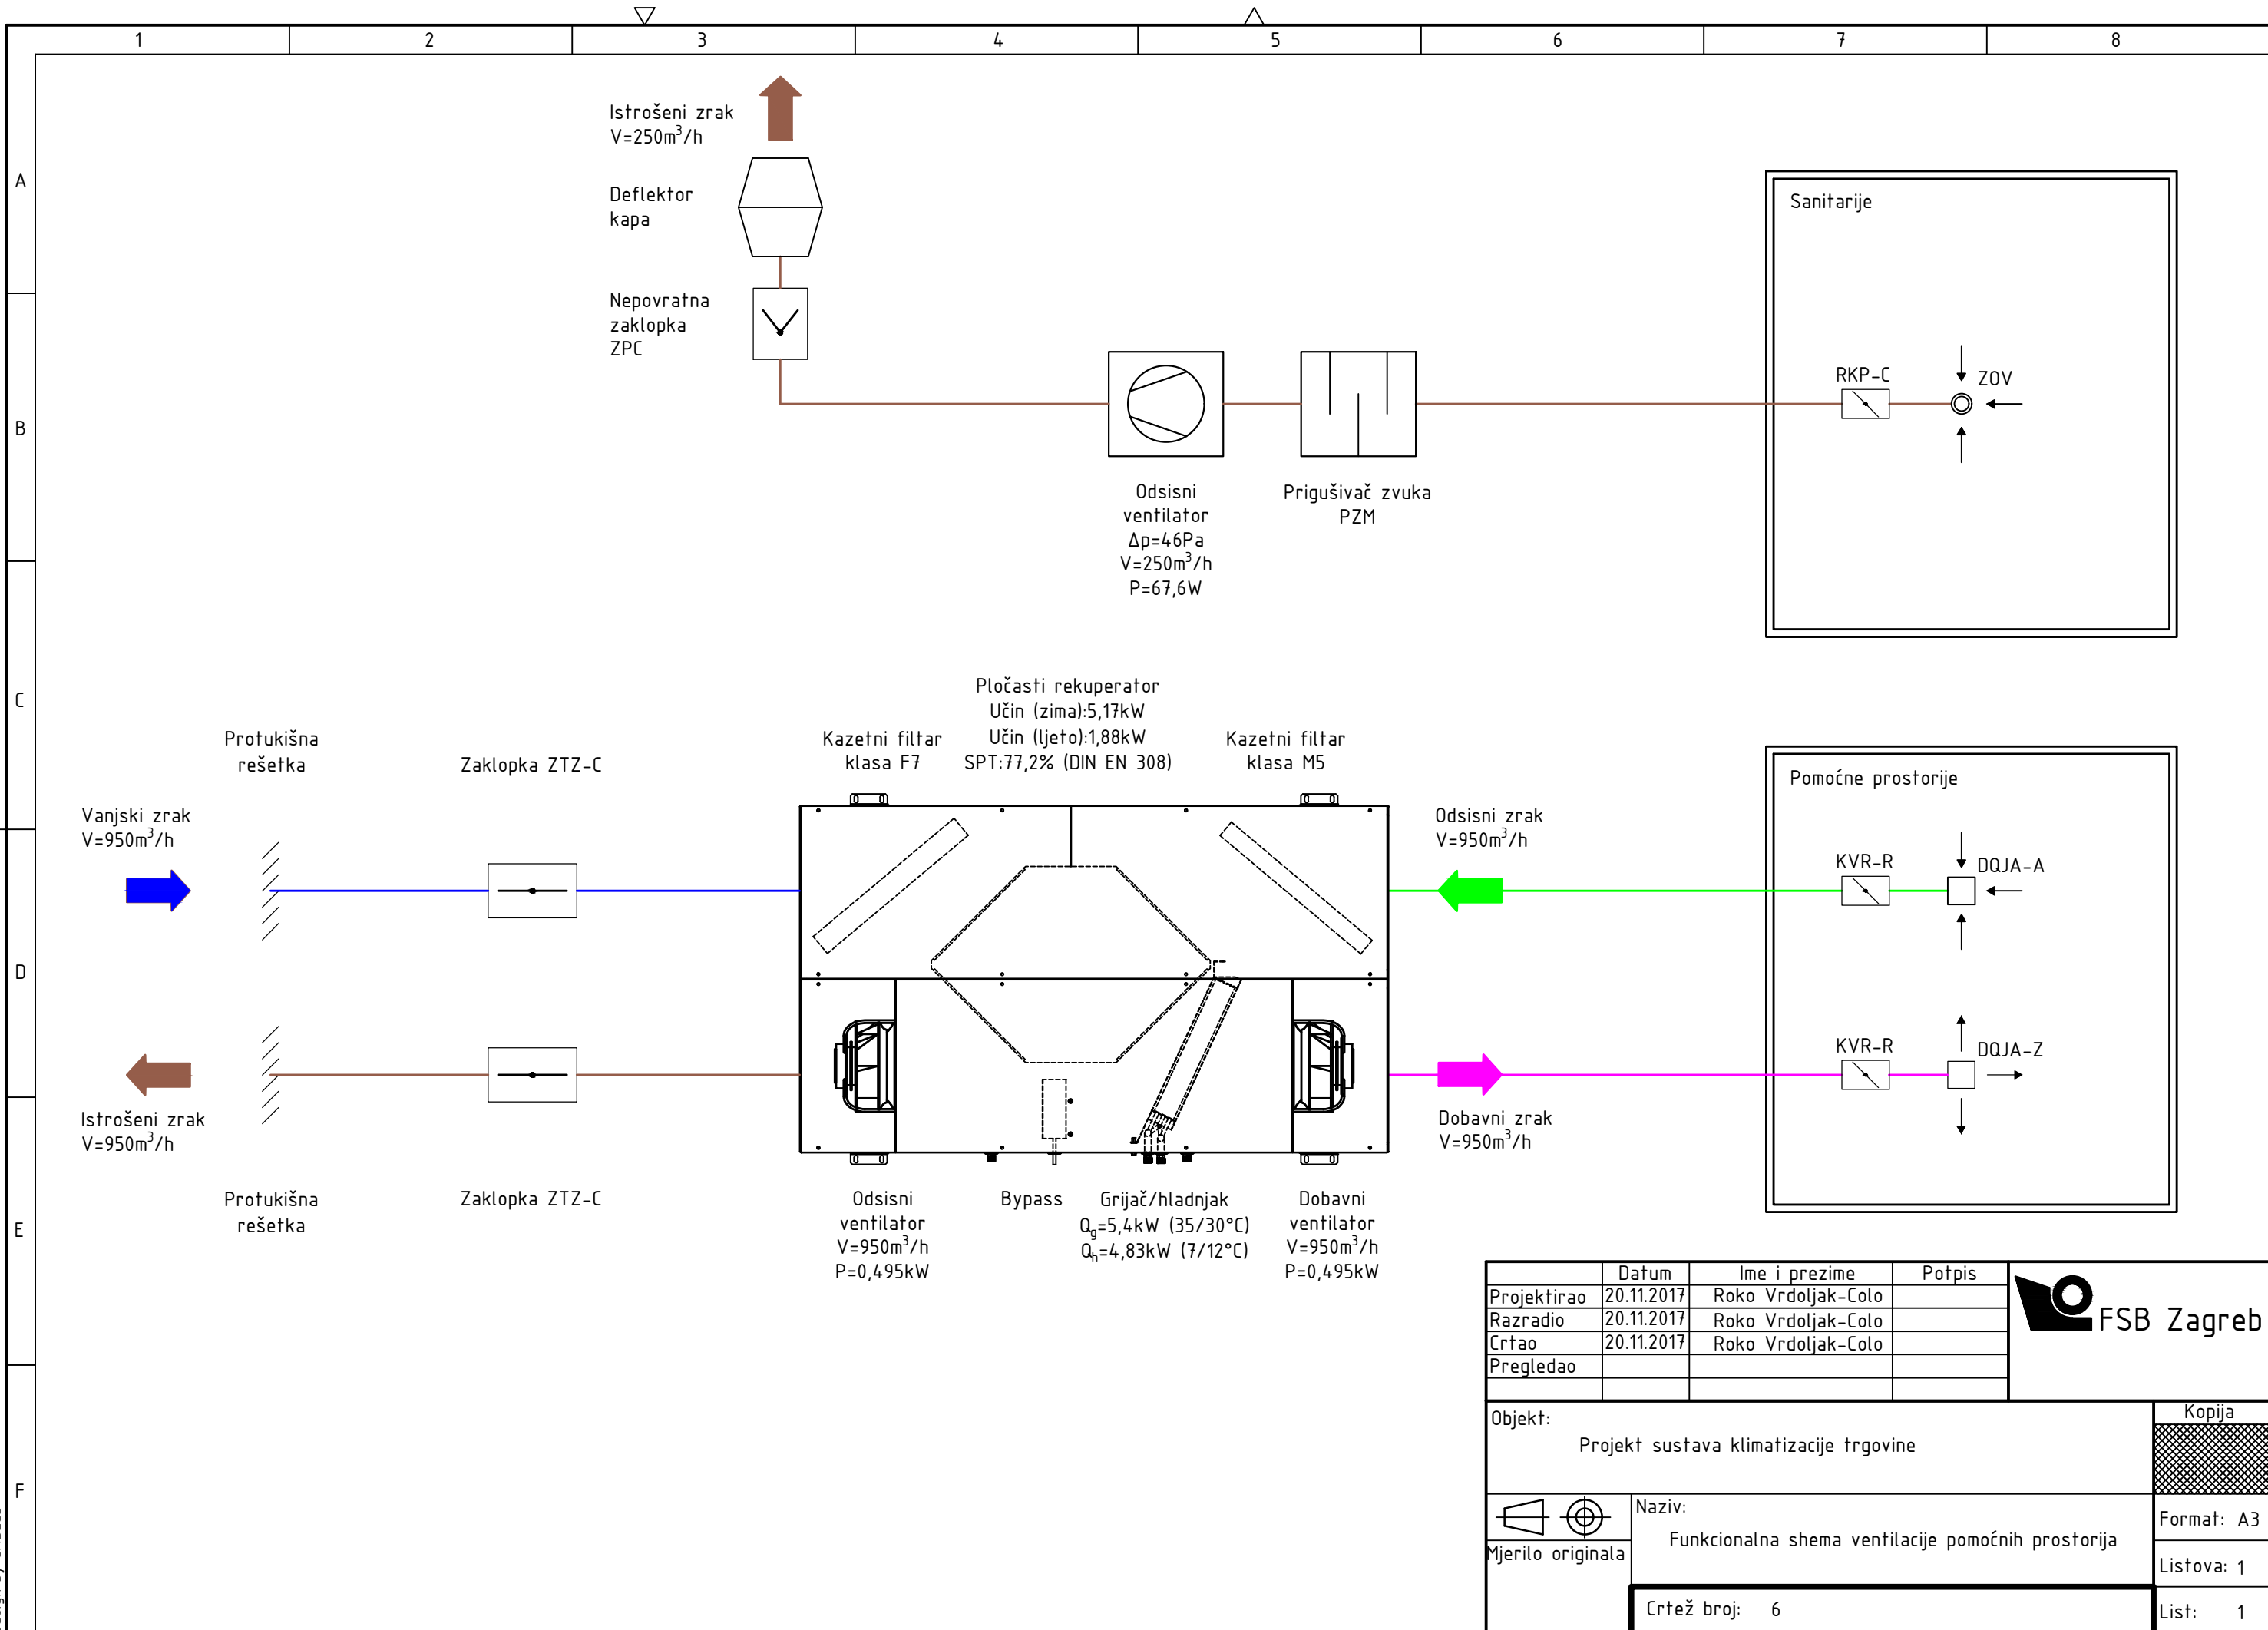 1 2 3 4 5 6 7 8
A
B
C
D
E
F
Istrošeni zrak
V=250m³/h
Deflektor
kapa
Nepovratna
zaklopka
ZPC
Odsisni
ventilator
Δp=46Pa
V=250m³/h
P=67,6W
Prigušivač zvuka
PZM
Sanitarije
RKP-C
ZOV
Protukišna
rešetka
Zaklopka ZTZ-C
Kazetni filtar
klasa F7
Pločasti rekuperator
Učin (zima):5,17kW
Učin (ljeto):1,88kW
SPT:77,2% (DIN EN 308)
Kazetni filtar
klasa M5
Vanjski zrak
V=950m³/h
Odsisni zrak
V=950m³/h
Pomoćne prostorije
KVR-R
DQJA-A
KVR-R
DQJA-Z
Istrošeni zrak
V=950m³/h
Dobavni zrak
V=950m³/h
Protukišna
rešetka
Zaklopka ZTZ-C
Odsisni
ventilator
V=950m³/h
P=0,495kW
Bypass
Grijač/hladnjak
Qg=5,4kW (35/30°C)
Qh=4,83kW (7/12°C)
Dobavni
ventilator
V=950m³/h
P=0,495kW
Datum Ime i prezime Potpis
Projektirao 20.11.2017 Roko Vrdoljak-Colo
Razradio 20.11.2017 Roko Vrdoljak-Colo
Crtao 20.11.2017 Roko Vrdoljak-Colo
Pregledao
FSB Zagreb
Objekt:
Projekt sustava klimatizacije trgovine
Kopija
Naziv:
Funkcionalna shema ventilacije pomoćnih prostorija
Mjerilo originala
Format: A3
Listova: 1
Crtež broj: 6
List: 1